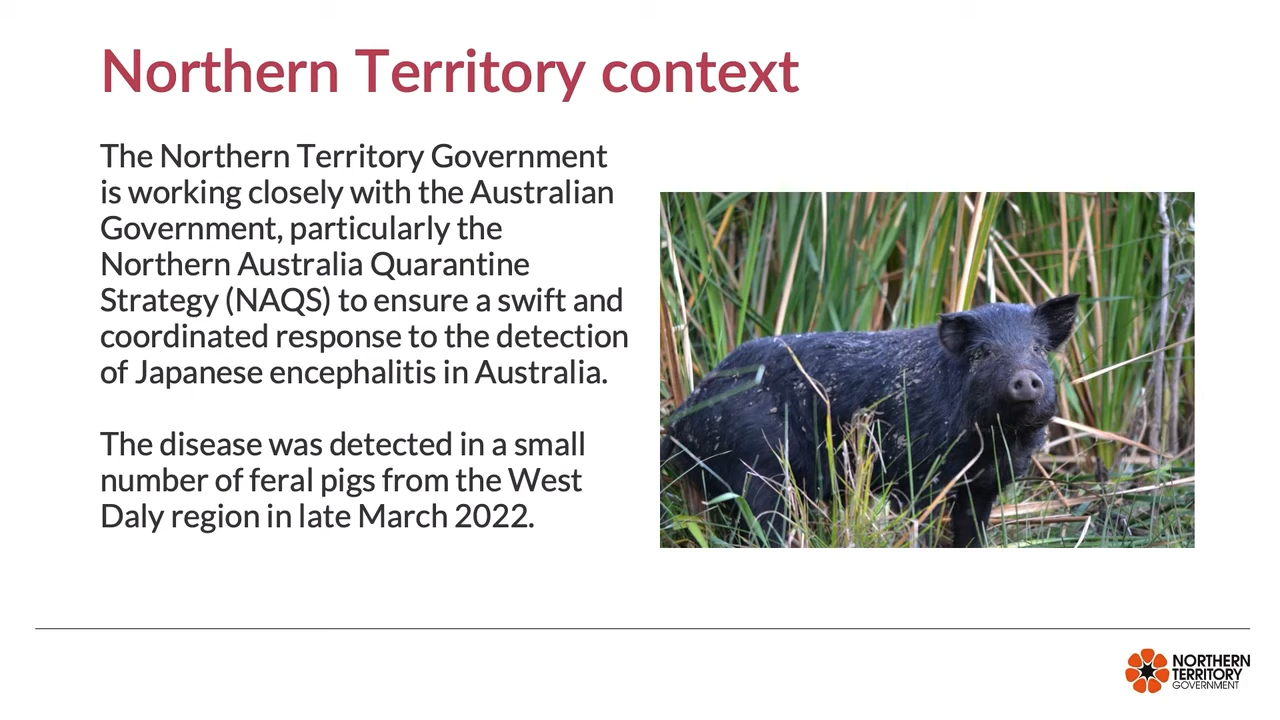 Northern Territory context
The Northern Territory Government
is working closely with the Australian
Government, particularly the
Northern Australia Quarantine
Strategy (NAQS) to ensure a swift and
coordinated response to the detection
of Japanese encephalitis in Australia.
The disease was detected in a small
number of feral pigs from the West
Daly region in late March 2022.
NORTHERN
TERRITORY
GOVERNMENT